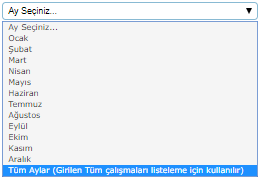 Ay Seçiniz...
Ay Seçiniz...
Ocak
Şubat
Mart
Nisan
Mayıs
Haziran
Temmuz
Ağustos
Eylül
Ekim
Kasım
Aralık
Tüm Aylar (Girilen Tüm çalışmaları listeleme için kullanılır)